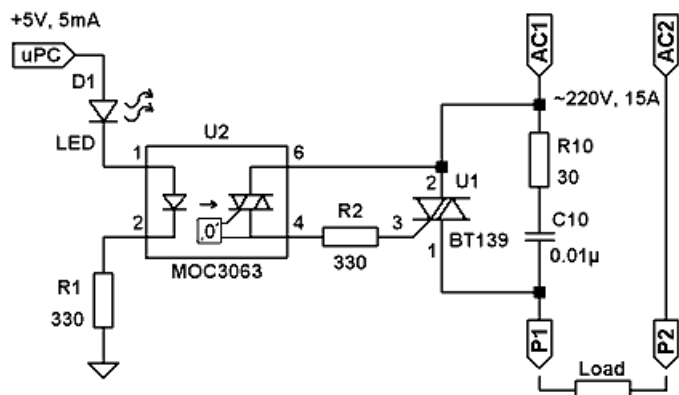 +5V, 5mA
uPC
D1
LED
U2
1
6
2
4
.0'
MOC3063
R1
330
R2
330
3
2
U1
1
BT139
AC1
AC2
~220V, 15A
R10
30
C10
0.01µ
P1
P2
Load